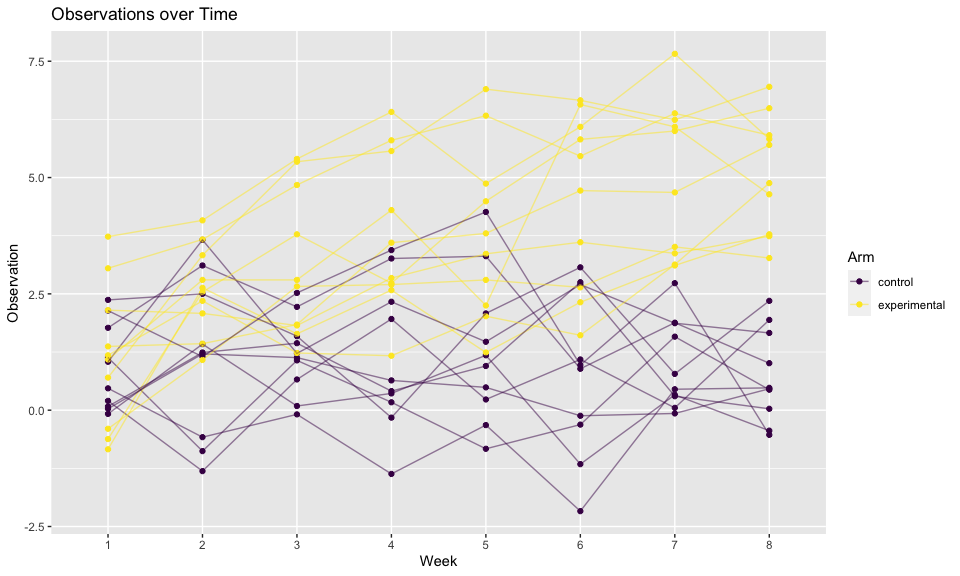 Observations over Time
Observation
7.5
5.0
2.5
0.0
-2.5
1 2 3 4 5 6 7 8
Week
Arm
control
experimental